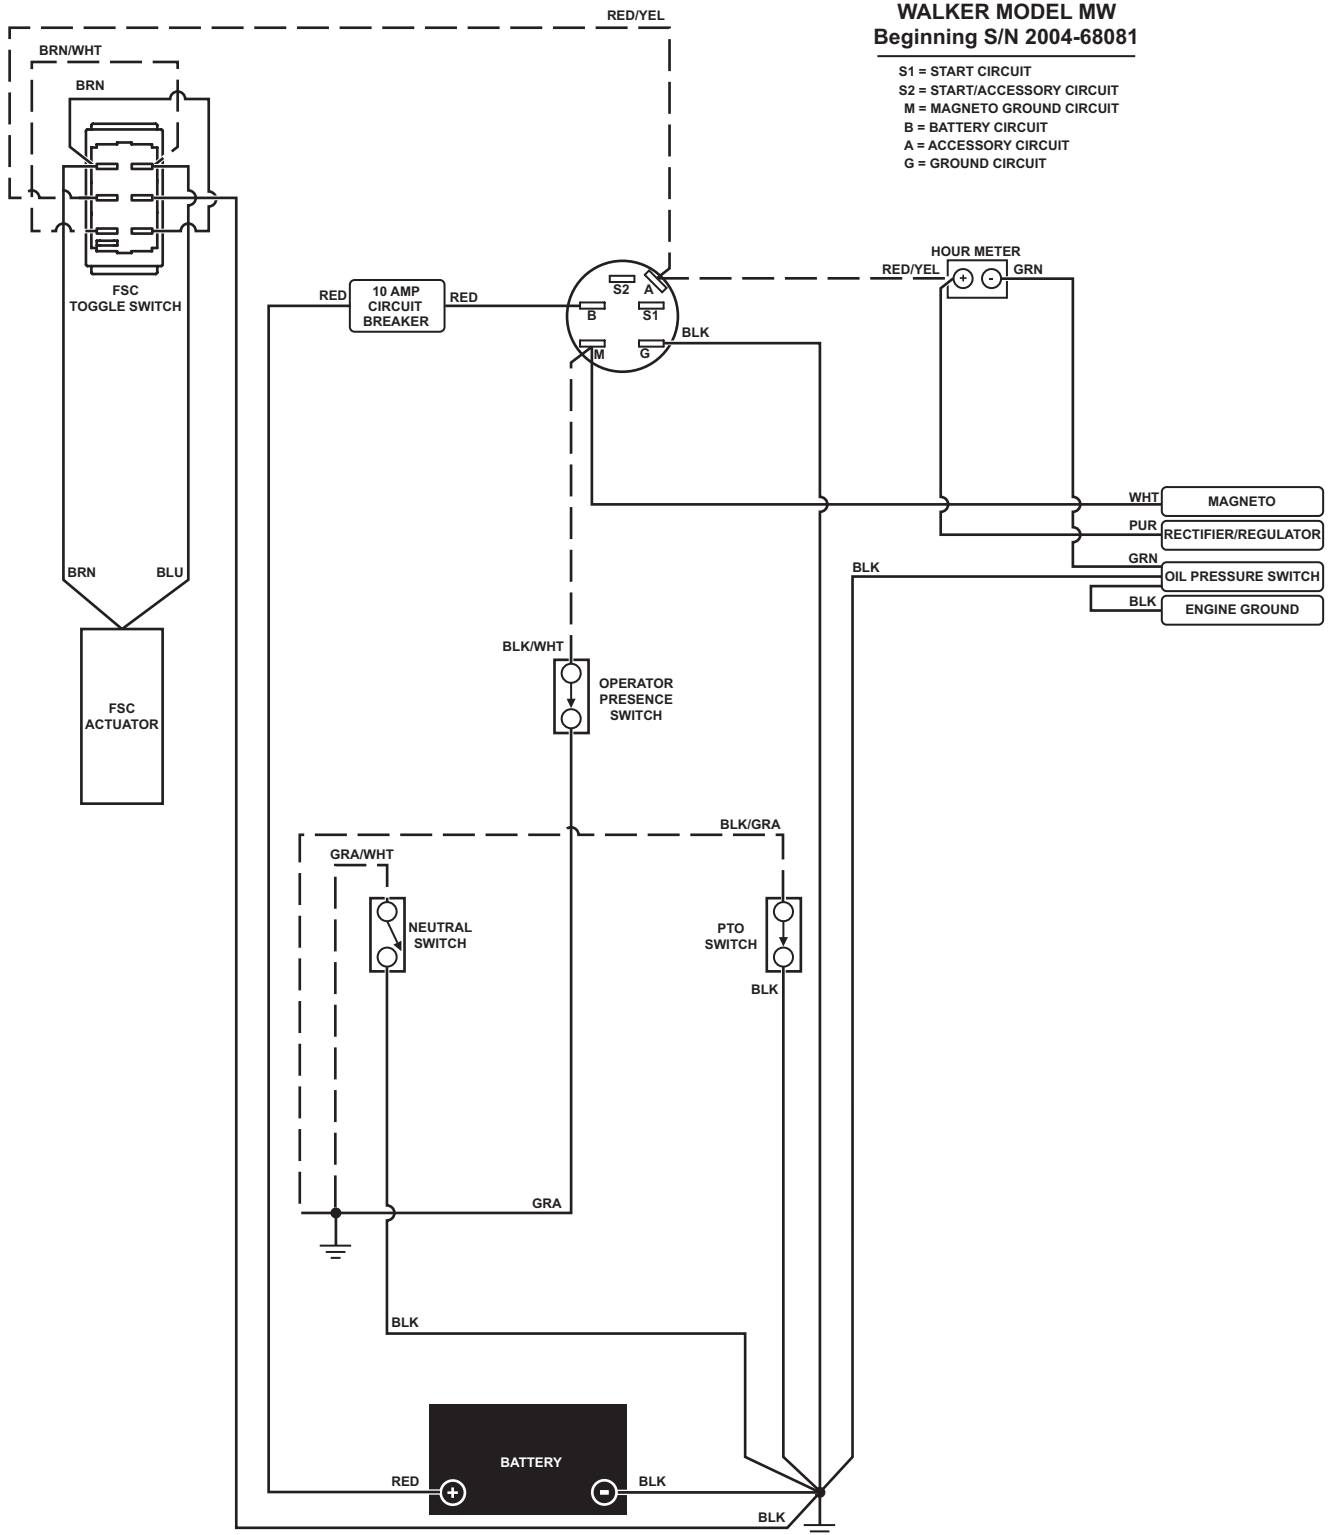 WALKER MODEL MW
Beginning S/N 2004-68081
S1 = START CIRCUIT
S2 = START/ACCESSORY CIRCUIT
M = MAGNETO GROUND CIRCUIT
B = BATTERY CIRCUIT
A = ACCESSORY CIRCUIT
G = GROUND CIRCUIT
RED/YEL
BRN/WHT
BRN
FSC
TOGGLE SWITCH
RED
10 AMP
CIRCUIT
BREAKER
RED
S2
A
B
S1
M
G
BLK
HOUR METER
RED/YEL
+
-
GRN
WHT
MAGNETO
PUR
RECTIFIER/REGULATOR
GRN
BLK
OIL PRESSURE SWITCH
BLK
ENGINE GROUND
BRN
BLU
FSC
ACTUATOR
BLK/WHT
OPERATOR
PRESENCE
SWITCH
BLK/GRA
GRA/WHT
NEUTRAL
SWITCH
PTO
SWITCH
BLK
GRA
BLK
BATTERY
RED
+
-
BLK
BLK